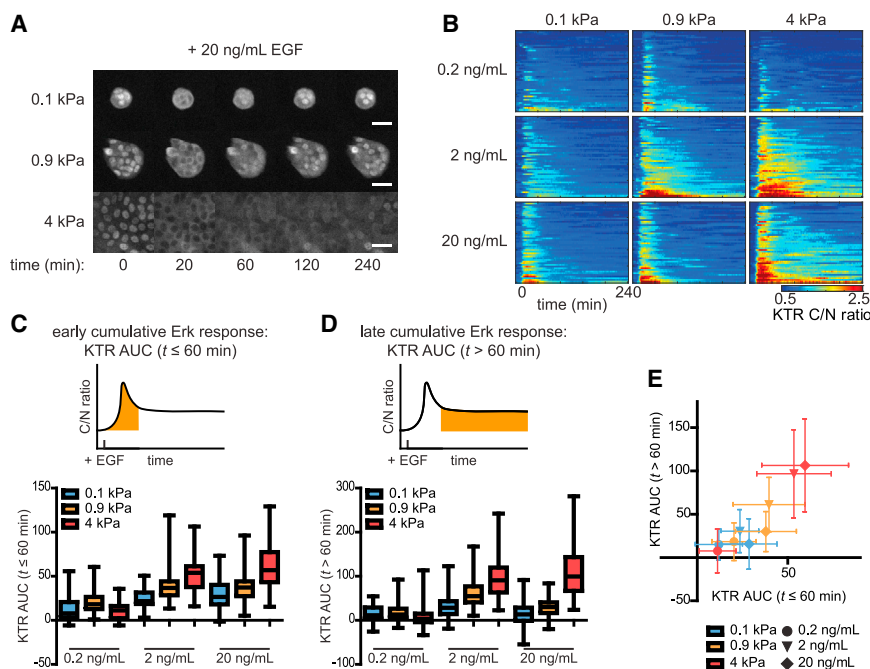 A
+ 20 ng/mL EGF
0.1 kPa
0.9 kPa
4 kPa
time (min):
0 20 60 120 240
B
0.1 kPa 0.9 kPa 4 kPa
0.2 ng/mL
2 ng/mL
20 ng/mL
0 240
time (min)
0.5 2.5
KTR C/N ratio
C
early cumulative Erk response:
KTR AUC (t ≤ 60 min)
C/N ratio
+ EGF time
KTR AUC (t ≤ 60 min)
150
100
50
0
-50
0.1 kPa
0.9 kPa
4 kPa
0.2 ng/mL 2 ng/mL 20 ng/mL
D
late cumulative Erk response:
KTR AUC (t > 60 min)
C/N ratio
+ EGF time
KTR AUC (t > 60 min)
300
200
100
0
-100
0.1 kPa
0.9 kPa
4 kPa
0.2 ng/mL 2 ng/mL 20 ng/mL
E
KTR AUC (t > 60 min)
150
100
50
-50
50
KTR AUC (t ≤ 60 min)
0.1 kPa 0.2 ng/mL
0.9 kPa 2 ng/mL
4 kPa 20 ng/mL